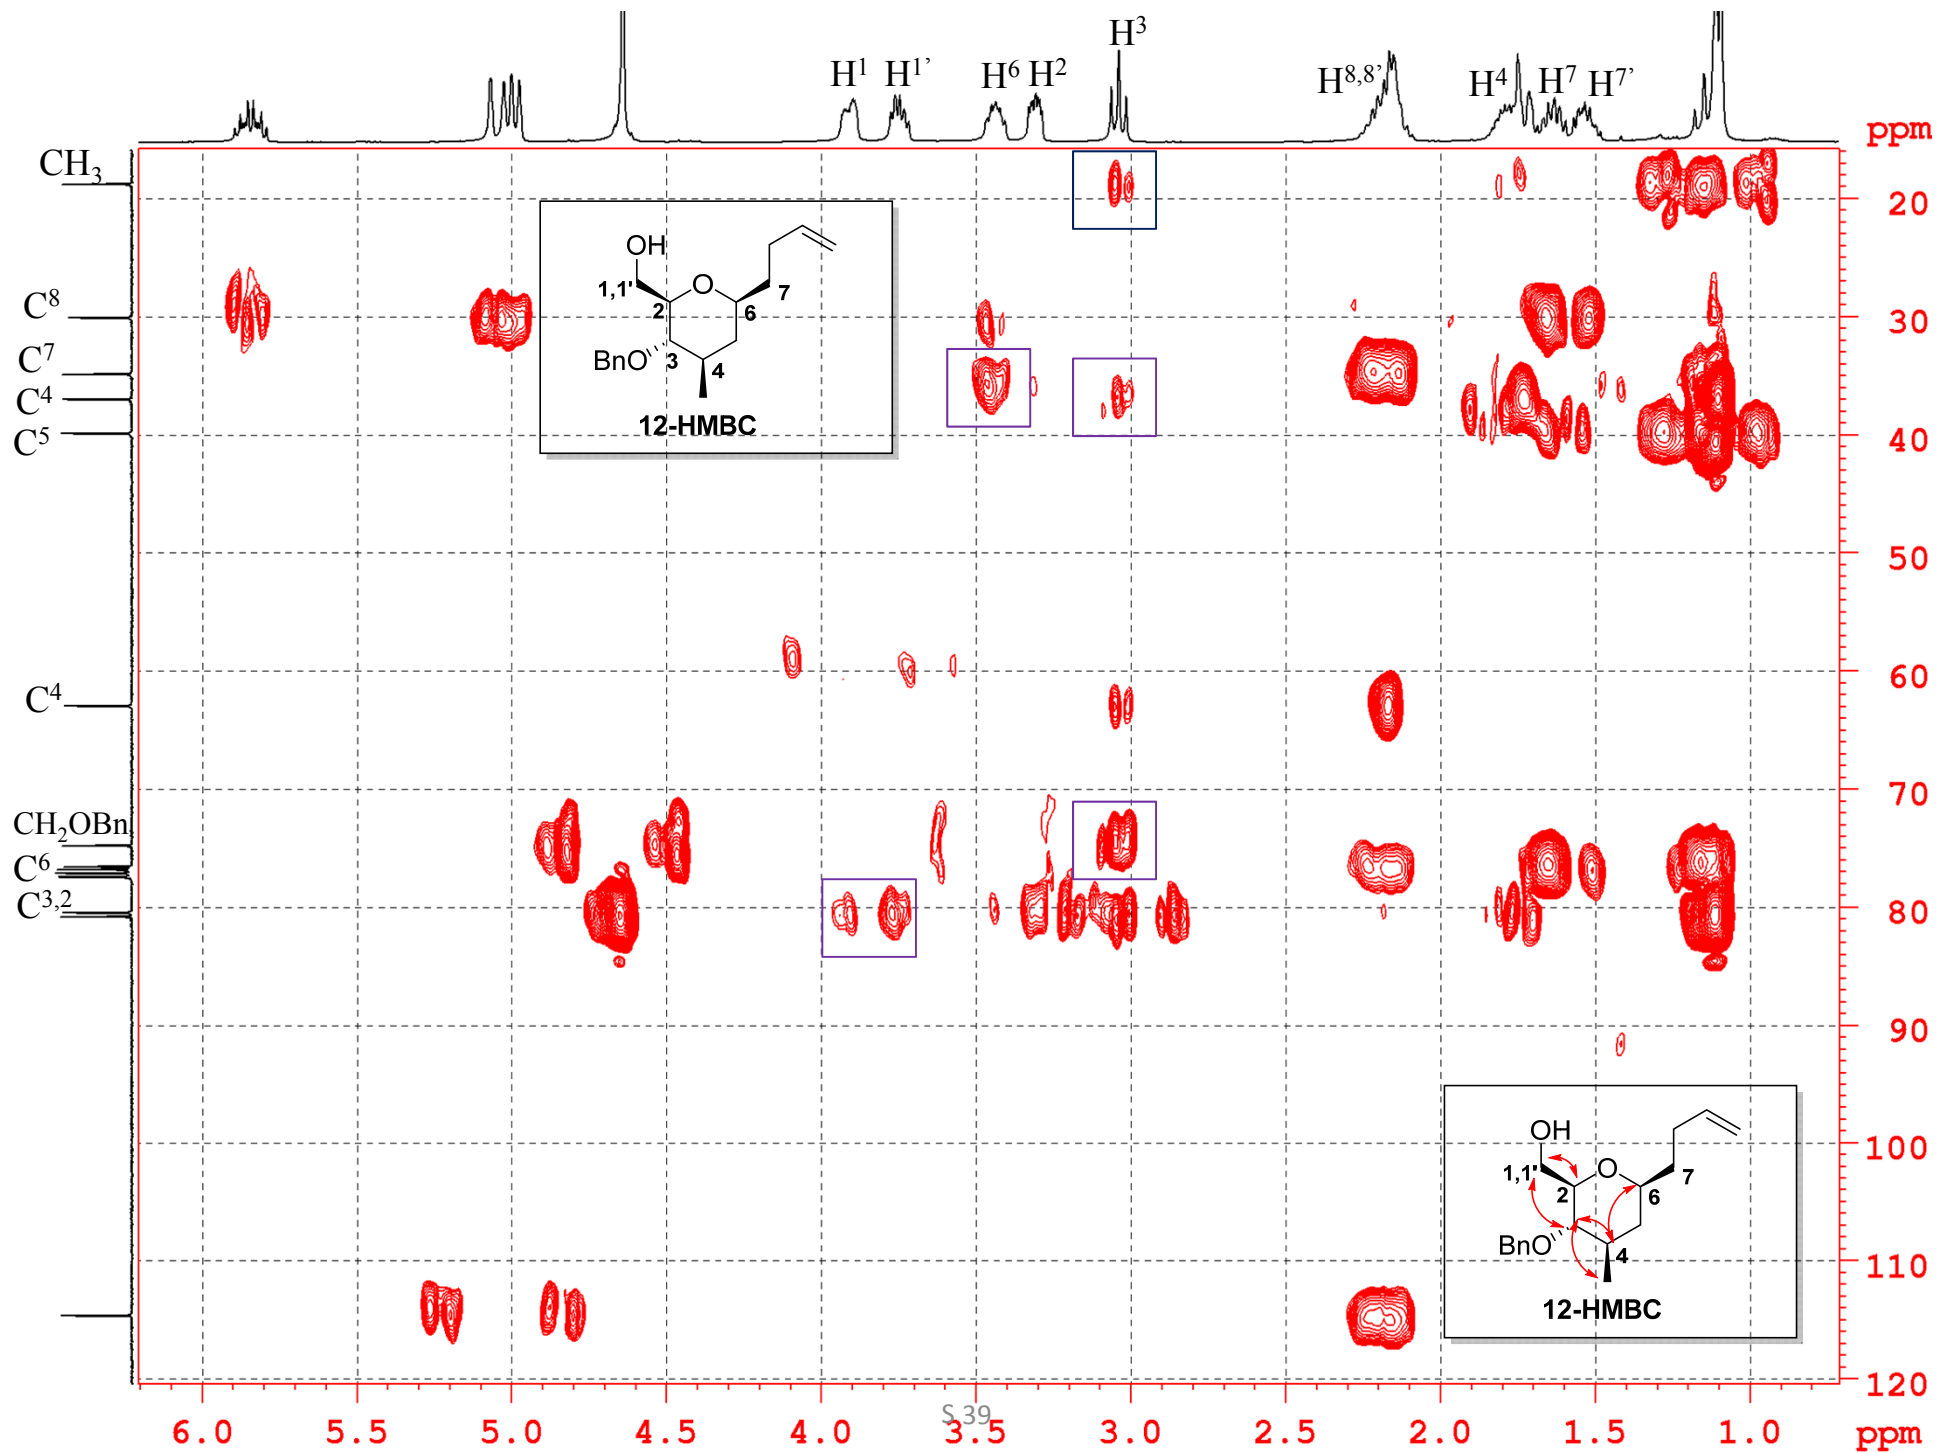 H³
H¹ H¹’ H⁶ H² H⁸,⁸’ H⁴ H⁷ H⁷’
ppm
CH₃
20
OH
O
1,1'
7
2
6
BnO
3
4
12-HMBC
C⁸
30
C⁷
C⁴
C⁵
40
50
60
C⁴
70
CH₂OBn
C⁶
C³,²
80
90
100
OH
O
1,1'
7
2
6
BnO
4
12-HMBC
110
120
S 39
6.0 5.5 5.0 4.5 4.0 3.5 3.0 2.5 2.0 1.5 1.0 ppm